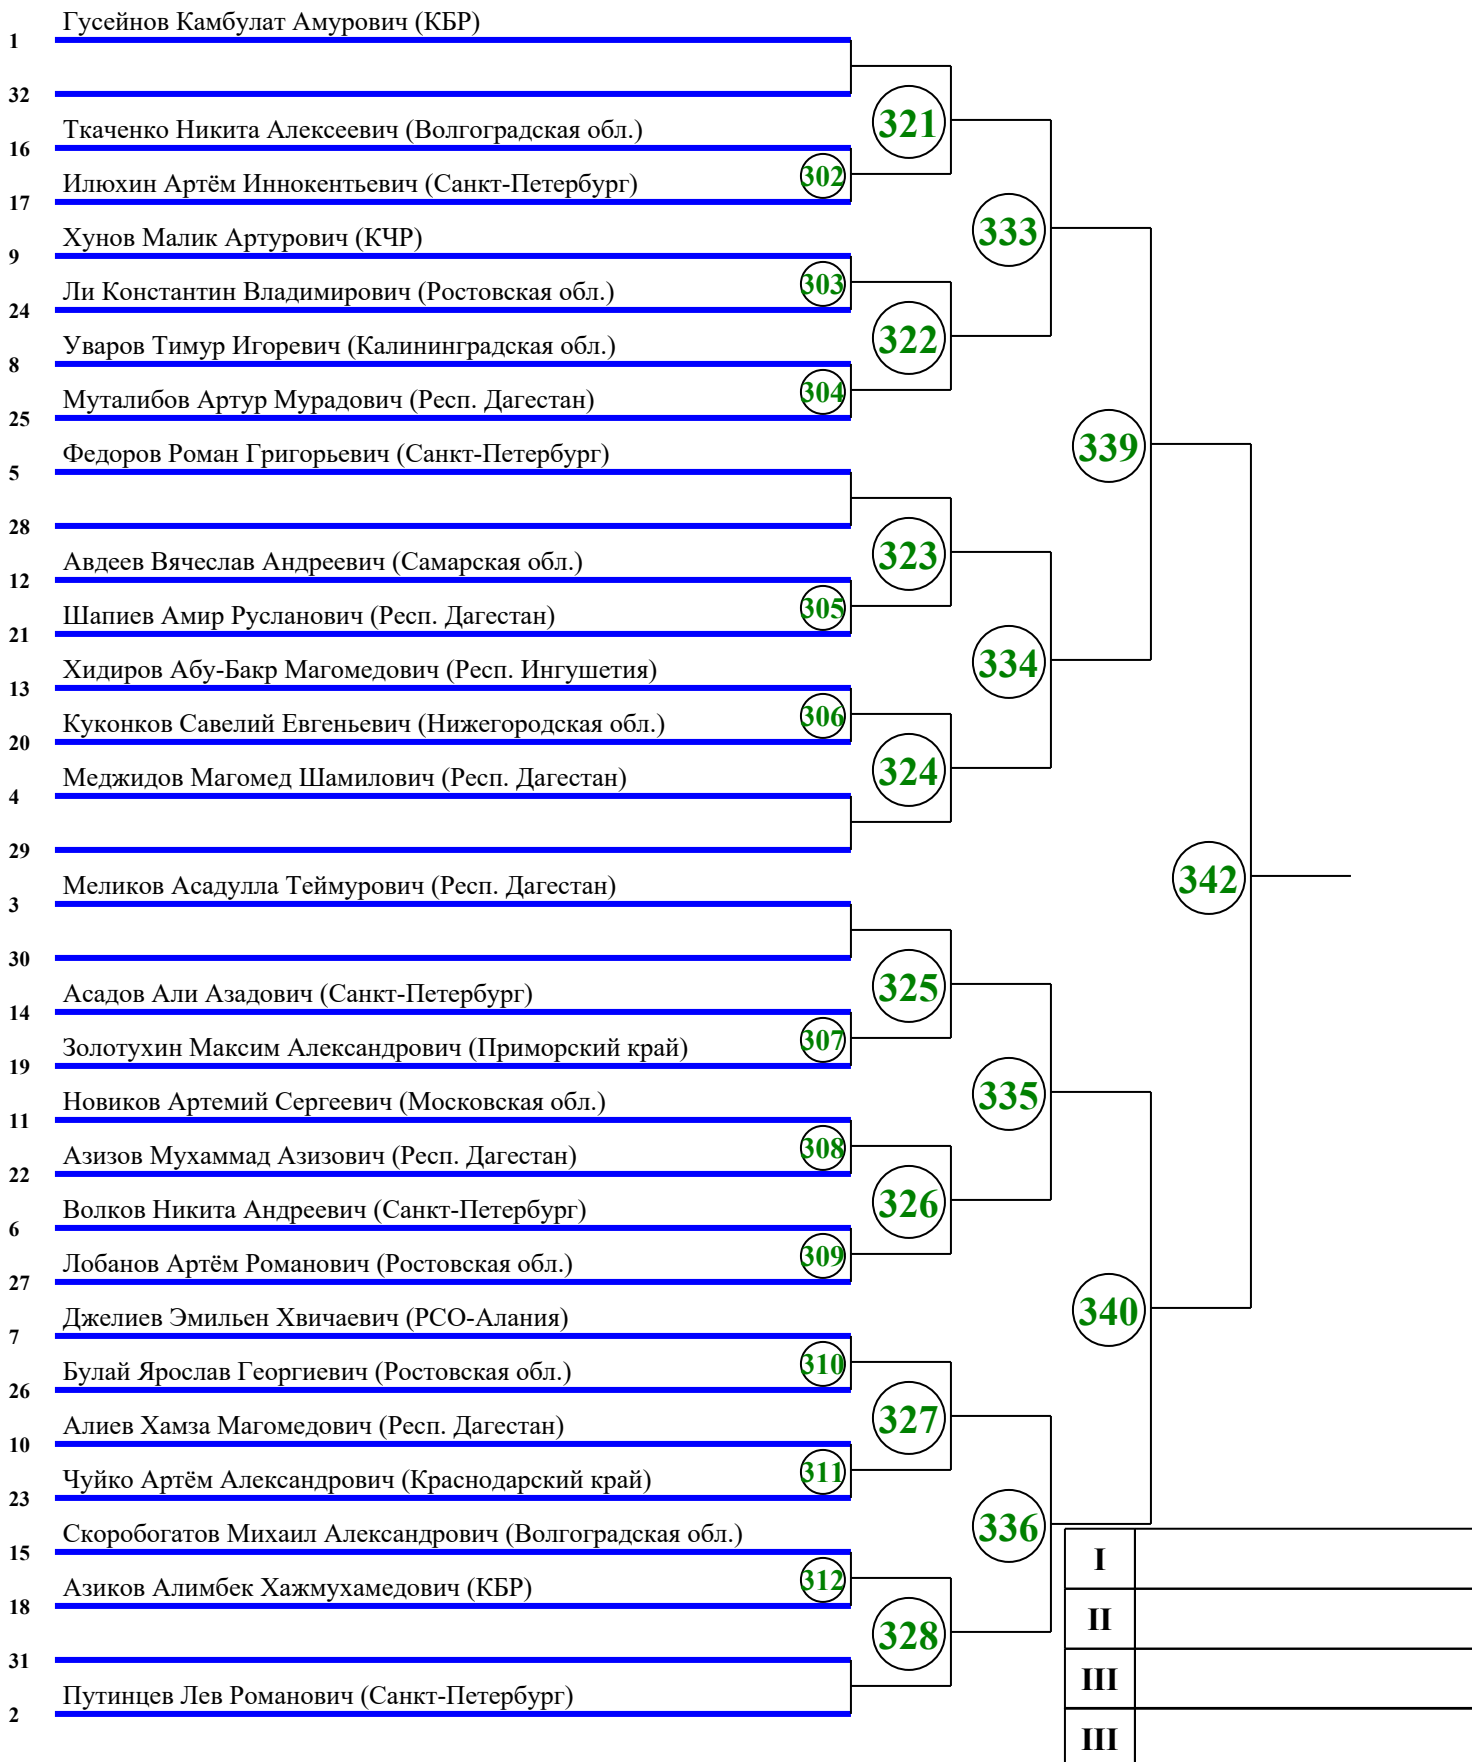 Гусейнов Камбулат Амурович (КБР)
1
32
321
Ткаченко Никита Алексеевич (Волгоградская обл.)
16
302
Илюхин Артём Иннокентьевич (Санкт-Петербург)
17
333
Хунов Малик Артурович (КЧР)
9
303
Ли Константин Владимирович (Ростовская обл.)
24
322
Уваров Тимур Игоревич (Калининградская обл.)
8
304
Муталибов Артур Мурадович (Респ. Дагестан)
25
339
Федоров Роман Григорьевич (Санкт-Петербург)
5
28
323
Авдеев Вячеслав Андреевич (Самарская обл.)
12
305
Шапиев Амир Русланович (Респ. Дагестан)
21
334
Хидиров Абу-Бакр Магомедович (Респ. Ингушетия)
13
306
Куконков Савелий Евгеньевич (Нижегородская обл.)
20
324
Меджидов Магомед Шамилович (Респ. Дагестан)
4
29
342
Меликов Асадулла Теймурович (Респ. Дагестан)
3
30
325
Асадов Али Азадович (Санкт-Петербург)
14
307
Золотухин Максим Александрович (Приморский край)
19
335
Новиков Артемий Сергеевич (Московская обл.)
11
308
Азизов Мухаммад Азизович (Респ. Дагестан)
22
326
Волков Никита Андреевич (Санкт-Петербург)
6
309
Лобанов Артём Романович (Ростовская обл.)
27
340
Джелиев Эмильен Хвичаевич (РСО-Алания)
7
310
Булай Ярослав Георгиевич (Ростовская обл.)
26
327
Алиев Хамза Магомедович (Респ. Дагестан)
10
311
Чуйко Артём Александрович (Краснодарский край)
23
336
Скоробогатов Михаил Александрович (Волгоградская обл.)
15
312
Азиков Алимбек Хажмухамедович (КБР)
18
328
31
Путинцев Лев Романович (Санкт-Петербург)
2
I
II
III
III